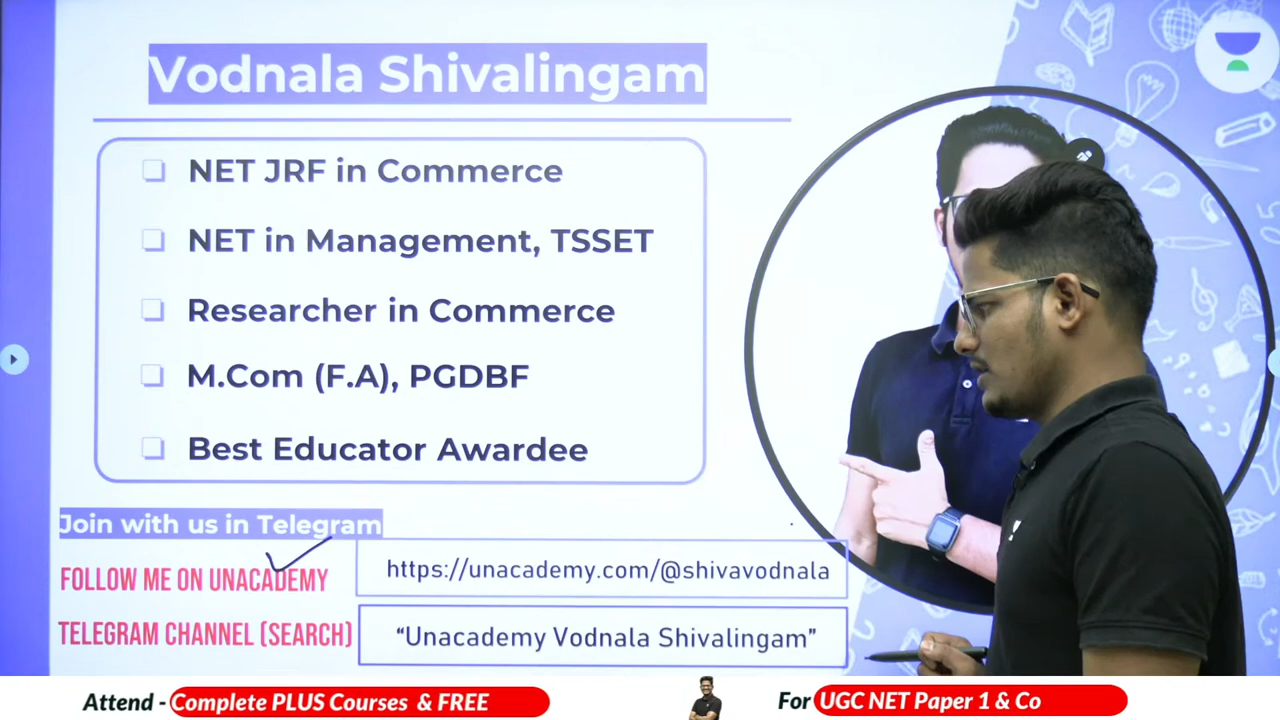 Vodnala Shivalingam
NET JRF in Commerce
NET in Management, TSSET
Researcher in Commerce
M.Com (F.A), PGDBF
Best Educator Awardee
Join with us in Telegram
FOLLOW ME ON UNACADEMY
https://unacademy.com/@shivavodnala
TELEGRAM CHANNEL (SEARCH)
“Unacademy Vodnala Shivalingam”
Attend - Complete PLUS Courses & FREE
For UGC NET Paper 1 & Co